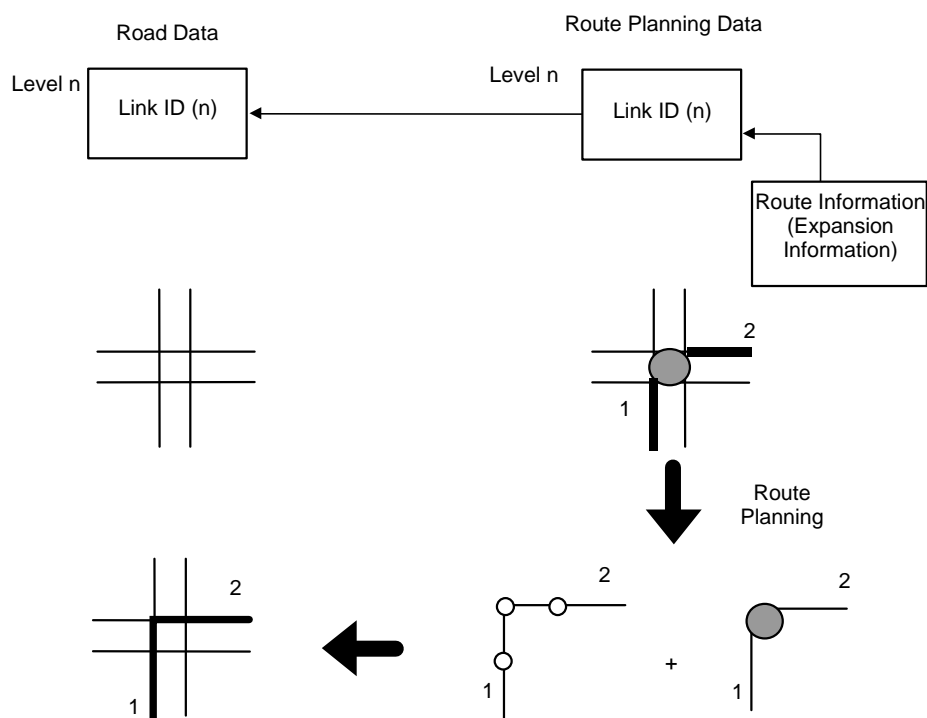 Road Data
Route Planning Data
Level n
Level n
Link ID (n)
Link ID (n)
Route Information
(Expansion
Information)
2
1
Route
Planning
2
2
2
1
+
1
1